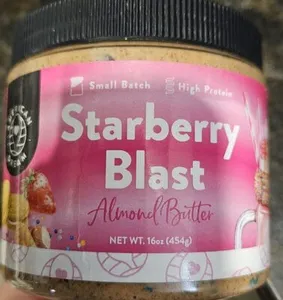 Small Batch High Protein
Starberry
Blast
Almond Butter
NET WT. 16oz (454g)